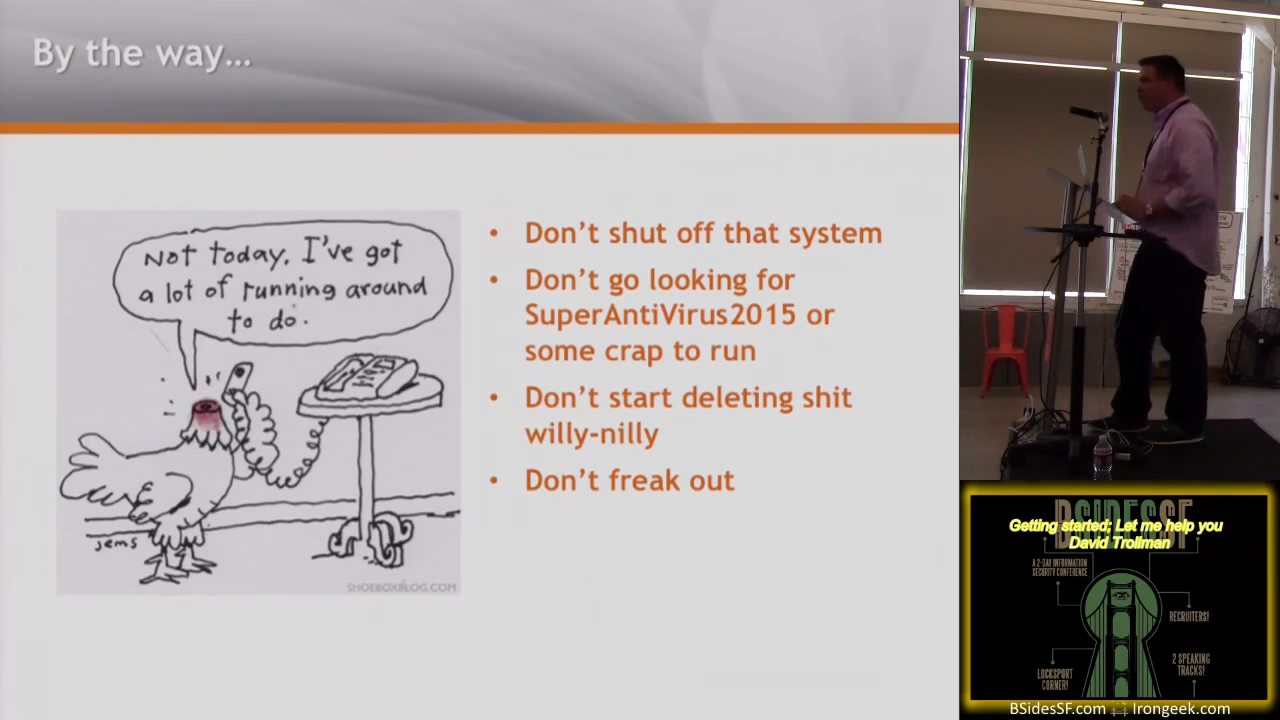 By the way...
Not today. I've got
a lot of running around
to do.
jems
SHOEBOXBLOG.COM
• Don't shut off that system
• Don't go looking for
SuperAntiVirus2015 or
some crap to run
• Don't start deleting shit
willy-nilly
• Don't freak out
BSIDESSF
Getting started; Let me help you
David Trollman
A 2-DAY INFORMATION
SECURITY CONFERENCE
RECRUITERS!
LOCKSPORT
CORNER!
2 SPEAKING
TRACKS!
BSidesSF.com
Irongeek.com